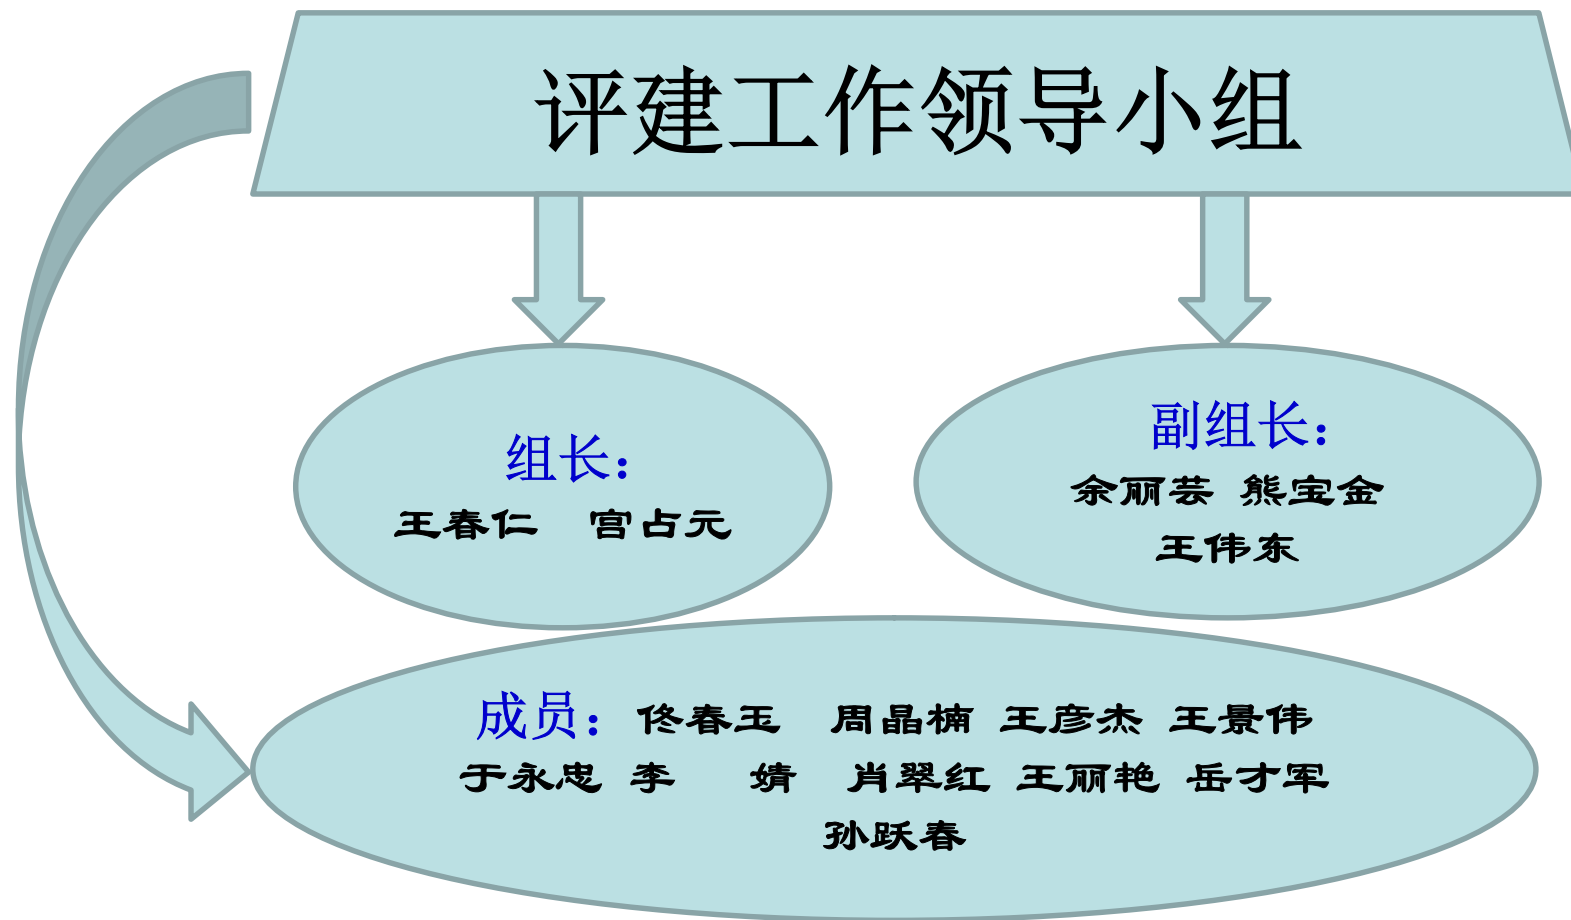 评建工作领导小组
组长：
王春仁 宫占元
副组长：
余丽芸 熊宝金
王伟东
成员：佟春玉 周晶楠 王彦杰 王景伟
于永忠 李 婧 肖翠红 王丽艳 岳才军
孙跃春